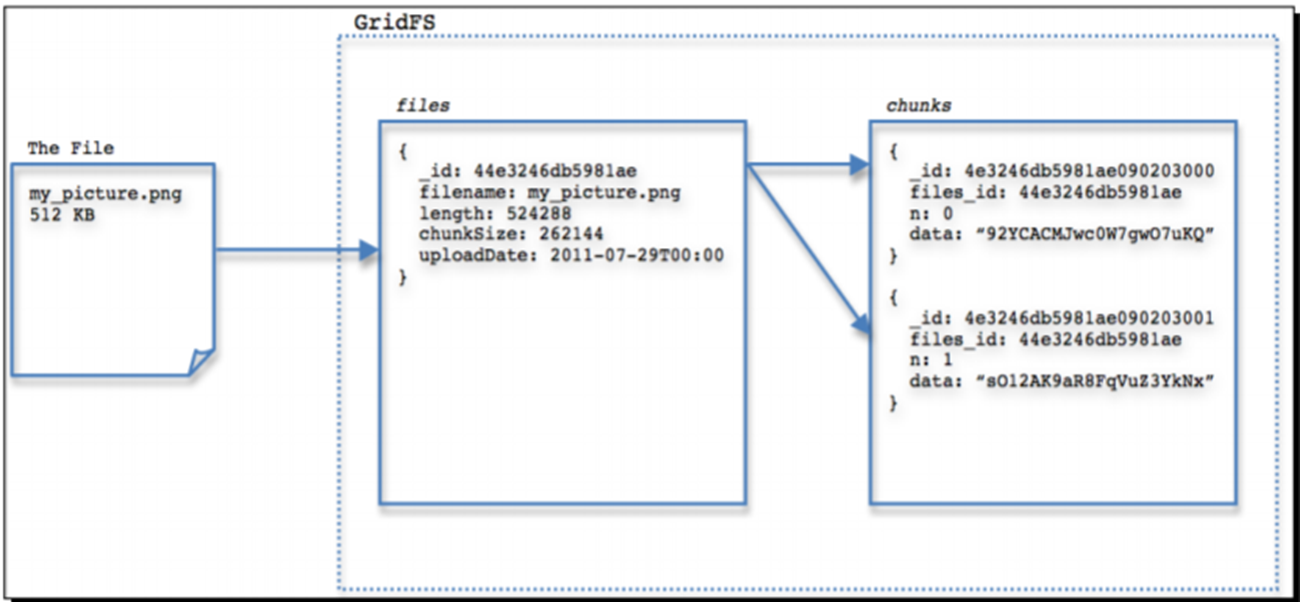 GridFS
The File
my_picture.png
512 KB
files
{
_id: 44e3246db5981ae
filename: my_picture.png
length: 524288
chunkSize: 262144
uploadDate: 2011-07-29T00:00
}
chunks
{
_id: 4e3246db5981ae090203000
files_id: 44e3246db5981ae
n: 0
data: “92YCACMJwc0W7gwO7uKQ”
}
{
_id: 4e3246db5981ae090203001
files_id: 44e3246db5981ae
n: 1
data: “sO12AK9aR8FqVuZ3YkNx”
}